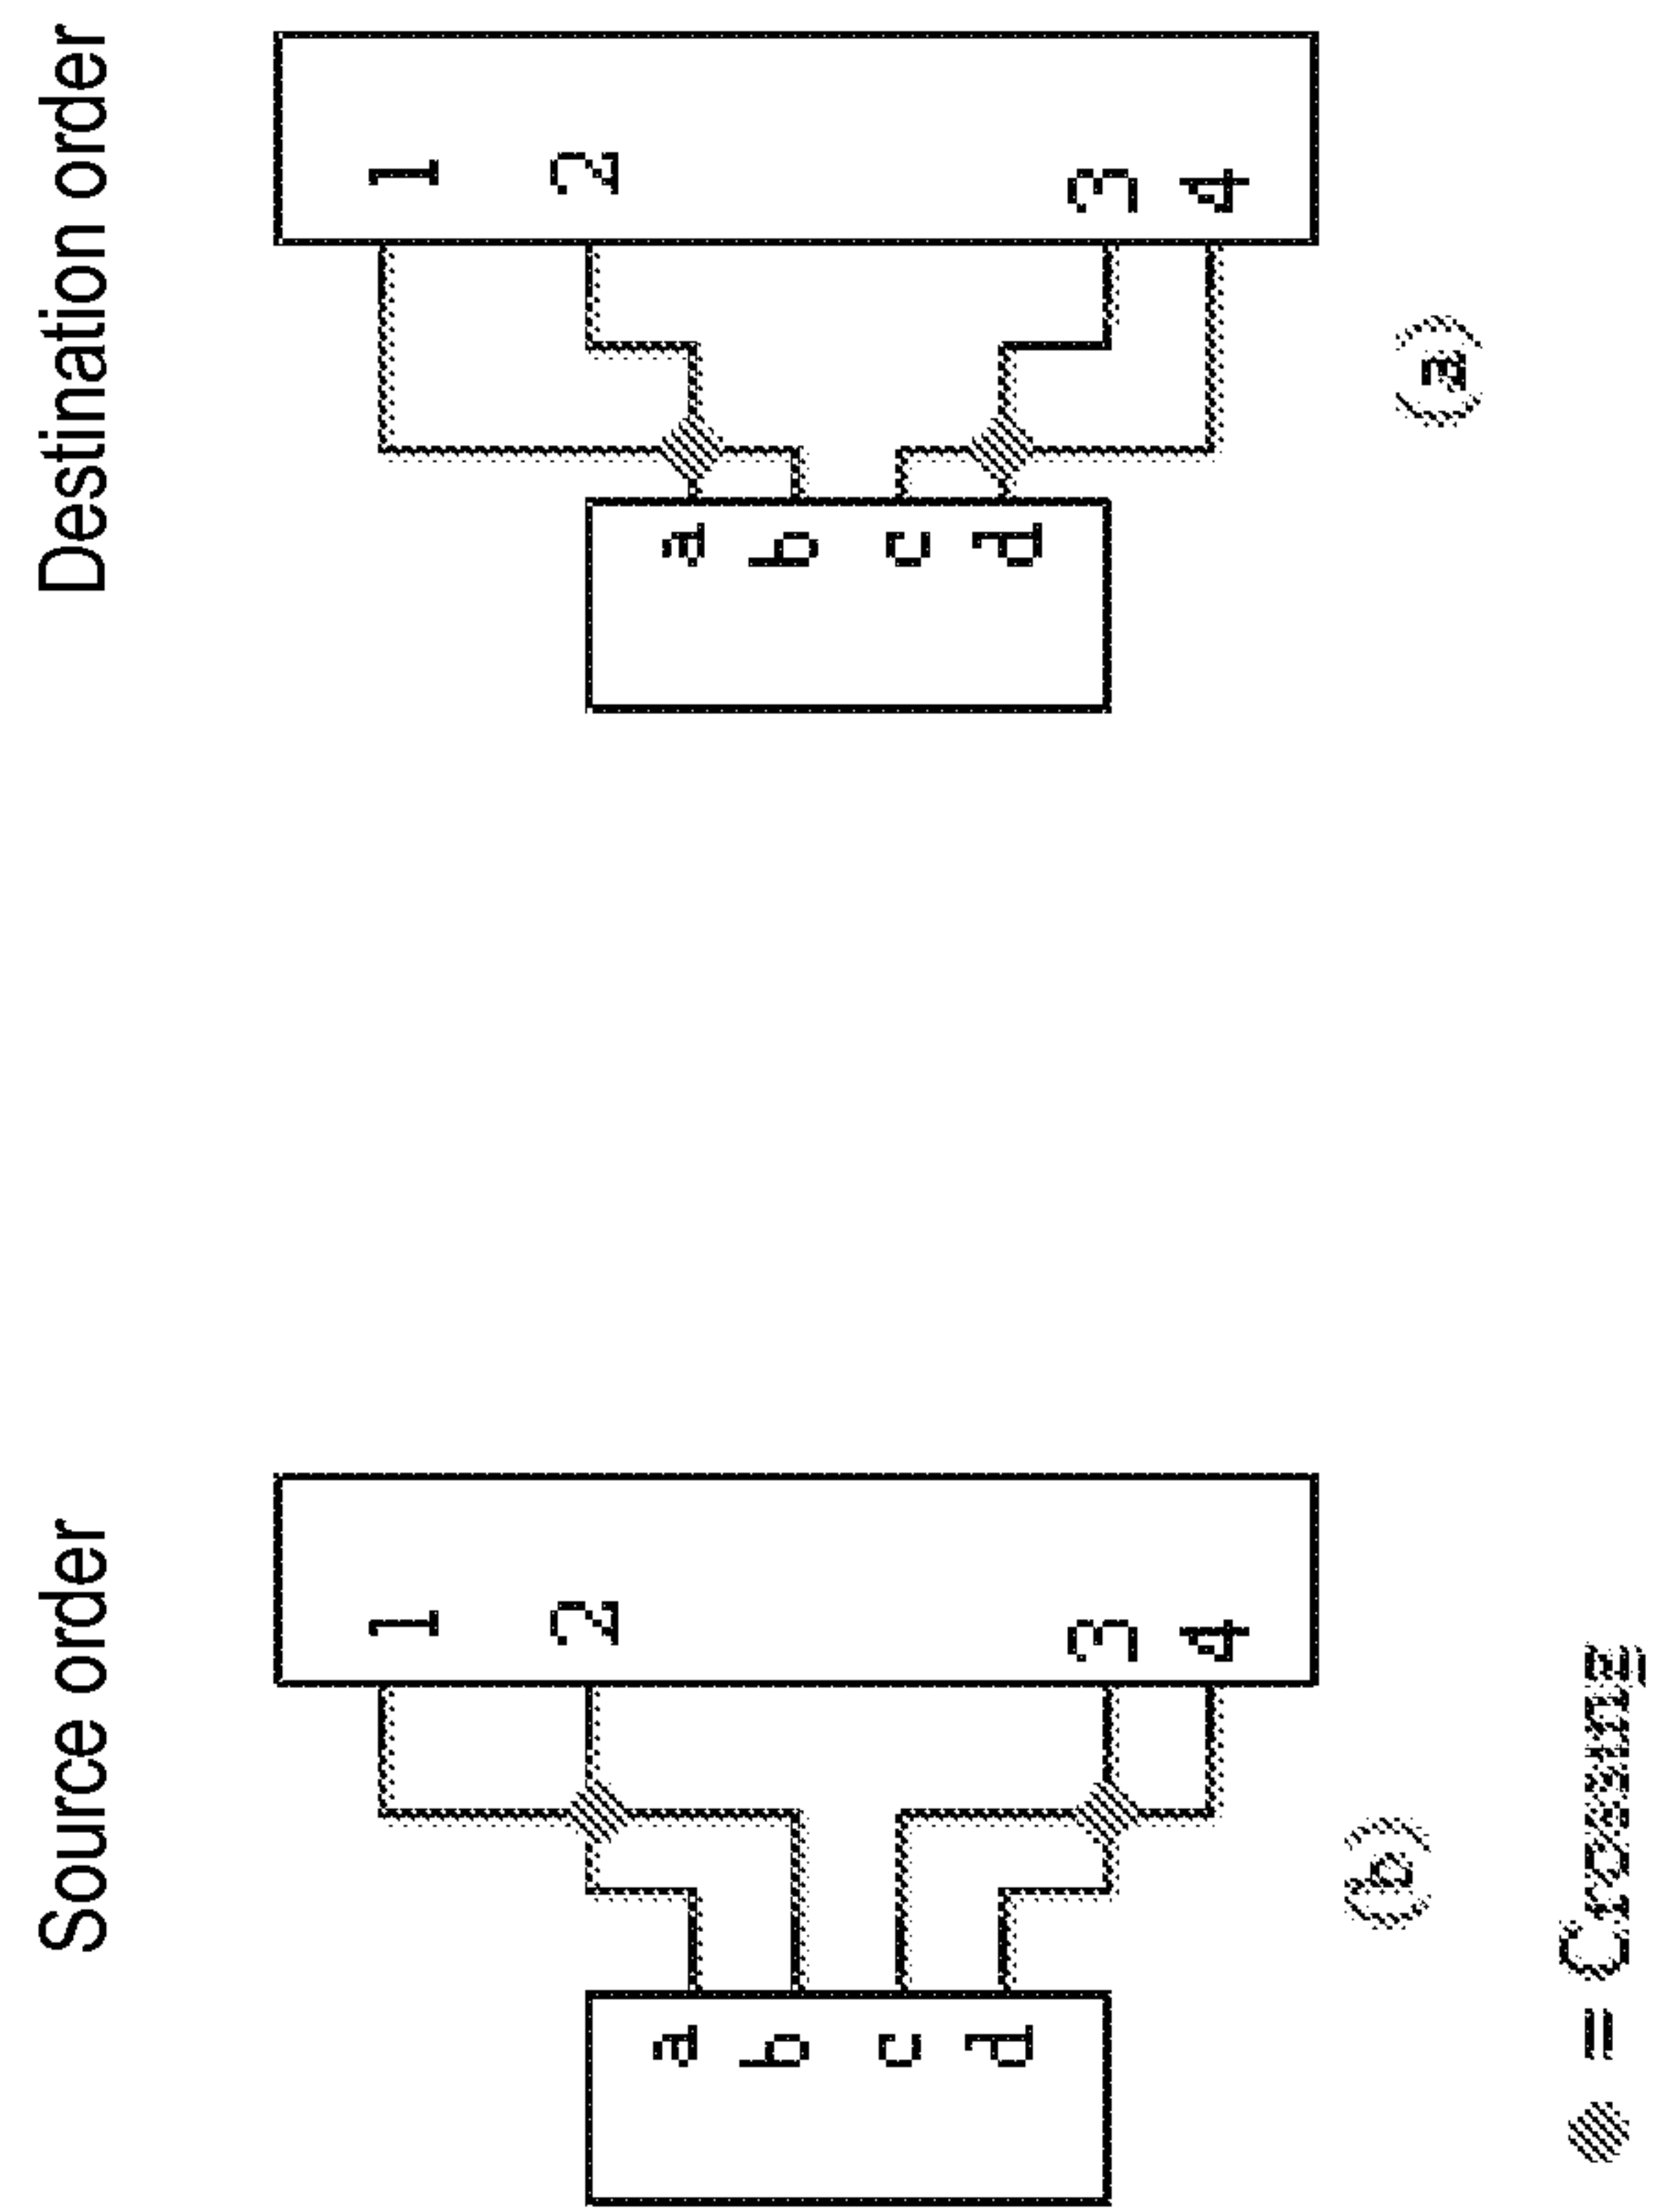 Source order
a
b
c
d
1
2
3
4
(b)
Destination order
a
b
c
d
1
2
3
4
(a)
= Crossing